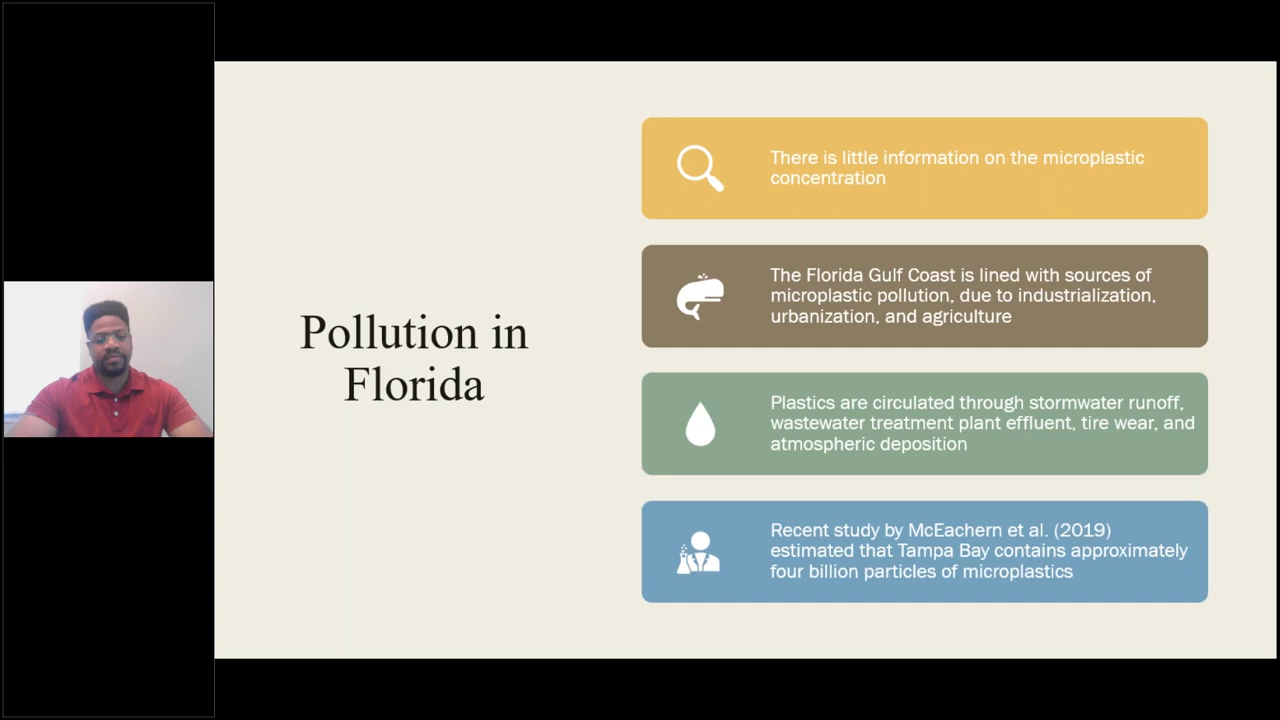 Pollution in
Florida
There is little information on the microplastic
concentration
The Florida Gulf Coast is lined with sources of
microplastic pollution, due to industrialization,
urbanization, and agriculture
Plastics are circulated through stormwater runoff,
wastewater treatment plant effluent, tire wear, and
atmospheric deposition
Recent study by McEachern et al. (2019)
estimated that Tampa Bay contains approximately
four billion particles of microplastics